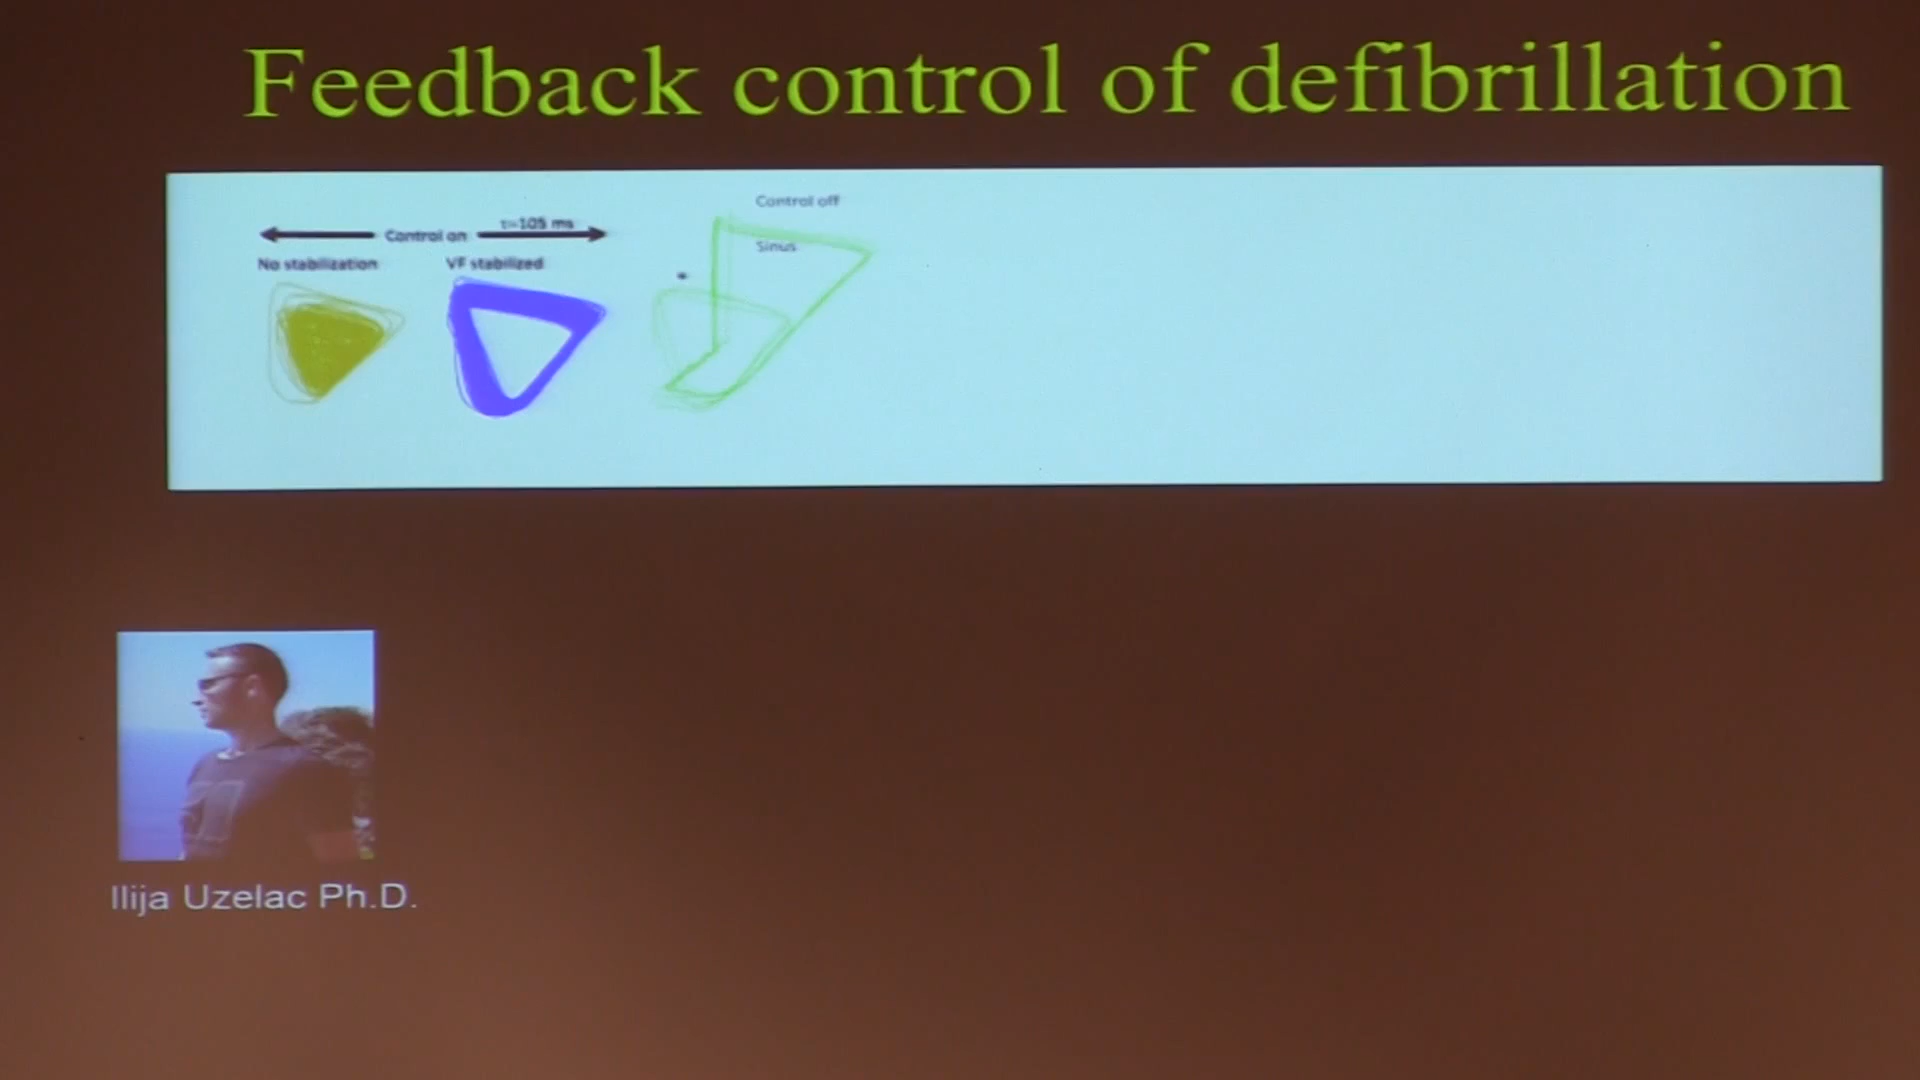 Feedback control of defibrillation
Control off
τ=105 ms
Control on
Sinus
No stabilization
VF stabilized
Ilija Uzelac Ph.D.